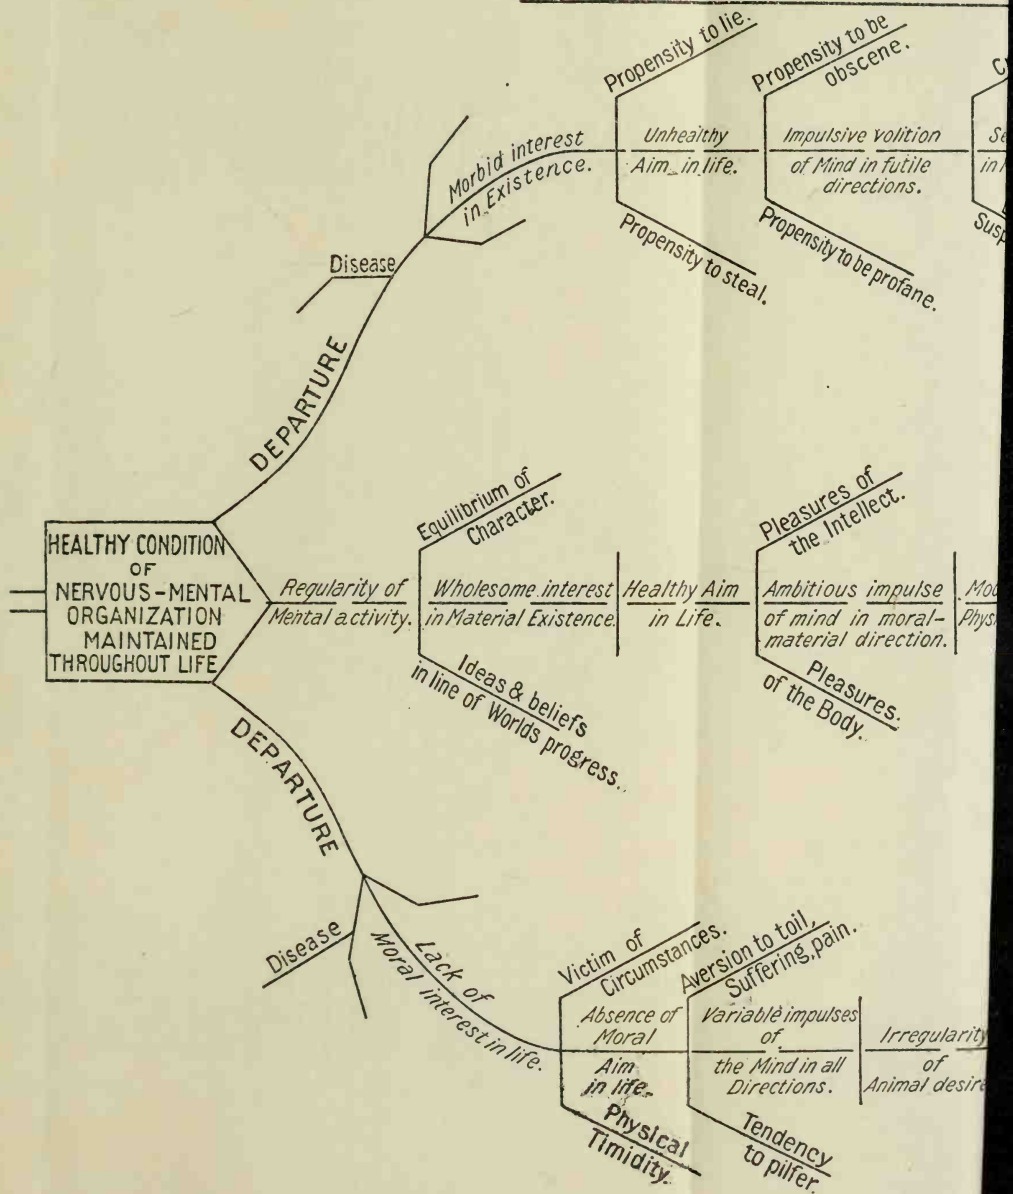 Propensity to lie.
Propensity to be
obscene.
Morbid interest
in Existence.
Unhealthy
Aim in life.
Impulsive volition
of Mind in futile
directions.
Propensity to steal.
Propensity to be profane.
Disease
DEPARTURE
HEALTHY CONDITION
OF
NERVOUS-MENTAL
ORGANIZATION
MAINTAINED
THROUGHOUT LIFE
Regularity of
Mental activity.
Equilibrium of
Character.
Wholesome interest
in Material Existence.
Ideas & beliefs
in line of Worlds progress.
Healthy Aim
in Life.
Pleasures of
the Intellect.
Ambitious impulse
of mind in moral-
material direction.
Pleasures.
of the Body.
DEPARTURE
Disease
Lack of
Moral interest in life.
Victim of
Circumstances.
Absence of
Moral
Aim
in life.
Physical
Timidity.
Aversion to toil,
Suffering, pain.
Variable impulses
of
the Mind in all
Directions.
Tendency
to pilfer.
Irregularity
of
Animal